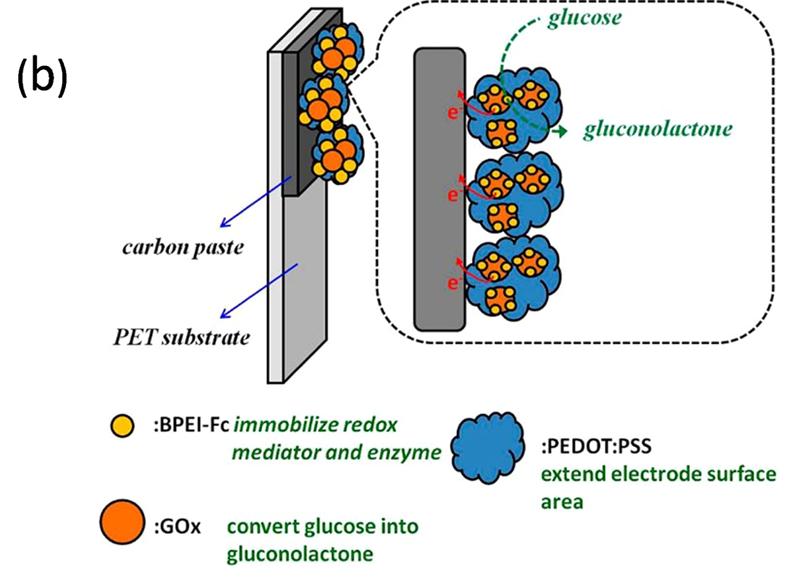 (b)
glucose
gluconolactone
e⁻
e⁻
e⁻
carbon paste
PET substrate
:BPEI-Fc immobilize redox
mediator and enzyme
:PEDOT:PSS
extend electrode surface
area
:GOx convert glucose into
gluconolactone